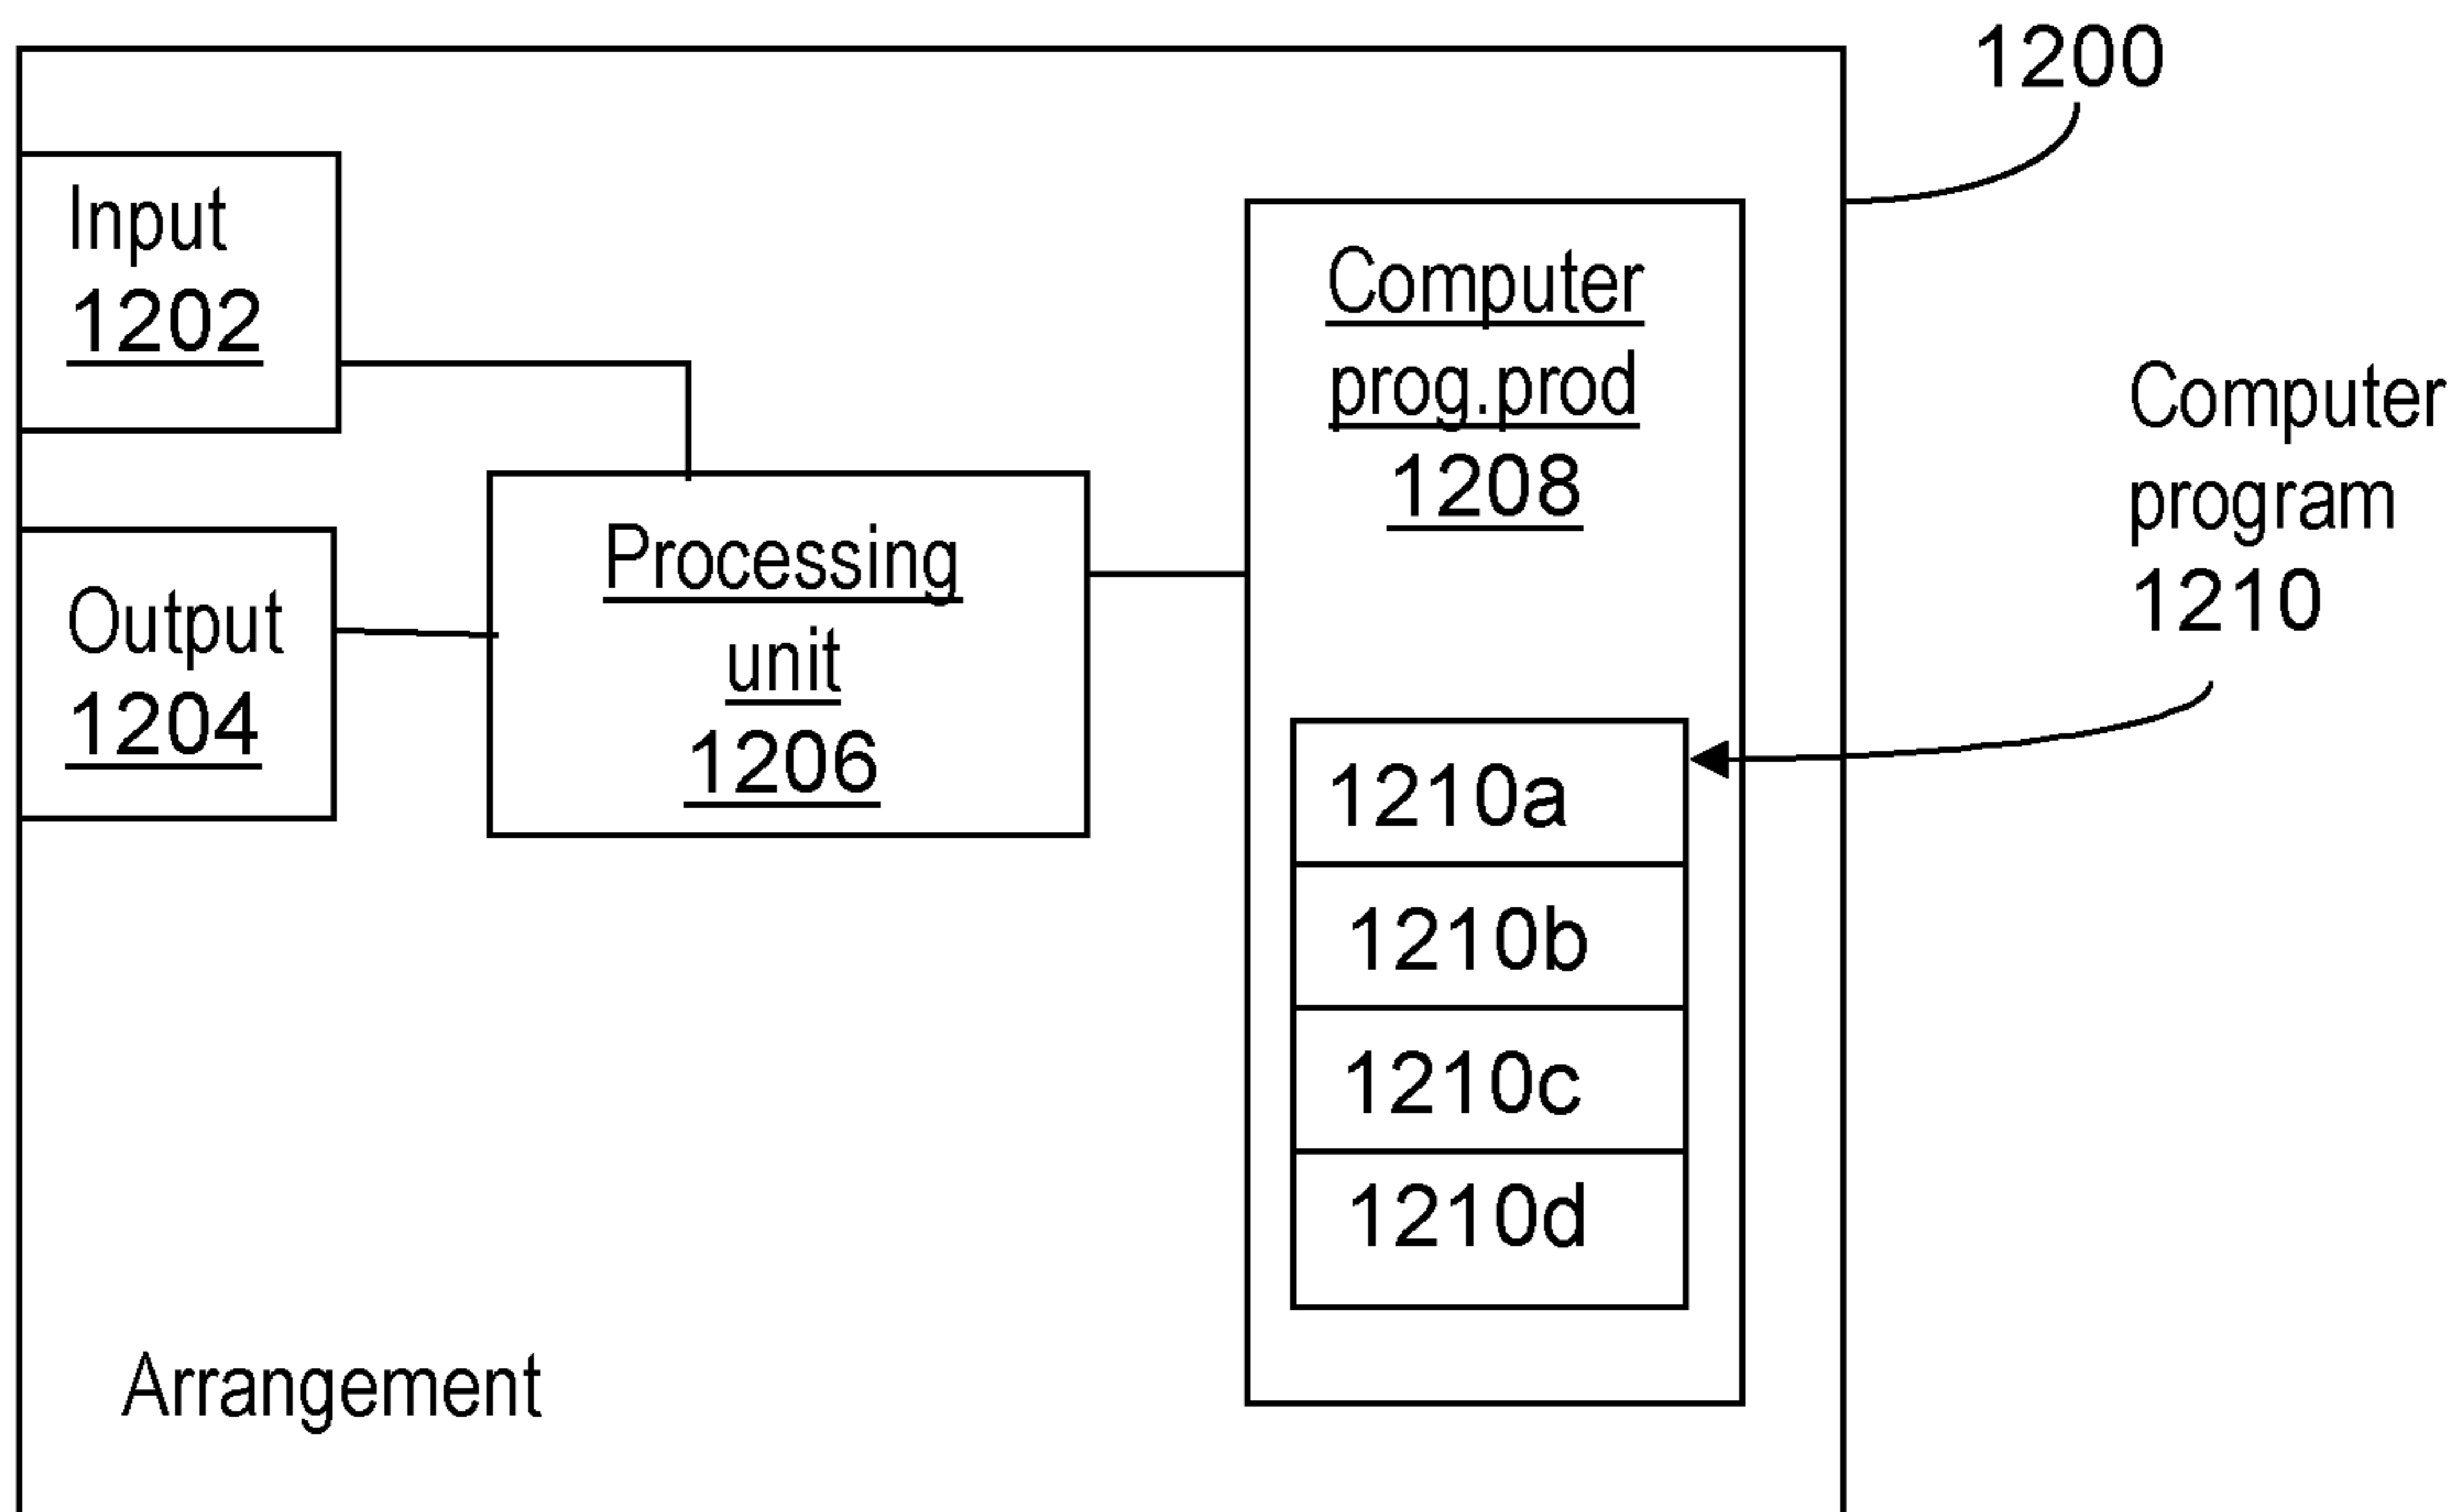 1200
Input
1202
Output
1204
Processing
unit
1206
Computer
prog.prod
1208
1210a
1210b
1210c
1210d
Computer
program
1210
Arrangement